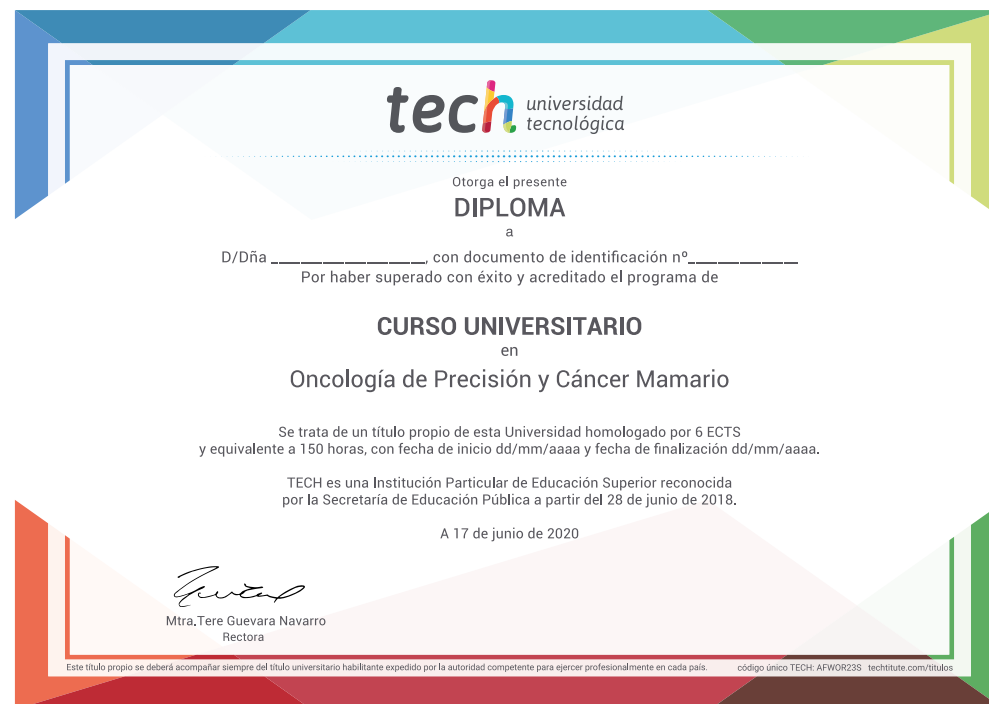 tech universidad
tecnológica
Otorga el presente
DIPLOMA
a
D/Dña ____________________, con documento de identificación nº______________
Por haber superado con éxito y acreditado el programa de
CURSO UNIVERSITARIO
en
Oncología de Precisión y Cáncer Mamario
Se trata de un título propio de esta Universidad homologado por 6 ECTS
y equivalente a 150 horas, con fecha de inicio dd/mm/aaaa y fecha de finalización dd/mm/aaaa.
TECH es una Institución Particular de Educación Superior reconocida
por la Secretaría de Educación Pública a partir del 28 de junio de 2018.
A 17 de junio de 2020
Mtra.Tere Guevara Navarro
Rectora
Este título propio se deberá acompañar siempre del título universitario habilitante expedido por la autoridad competente para ejercer profesionalmente en cada país. código único TECH: AFWOR23S techtitute.com/titulos